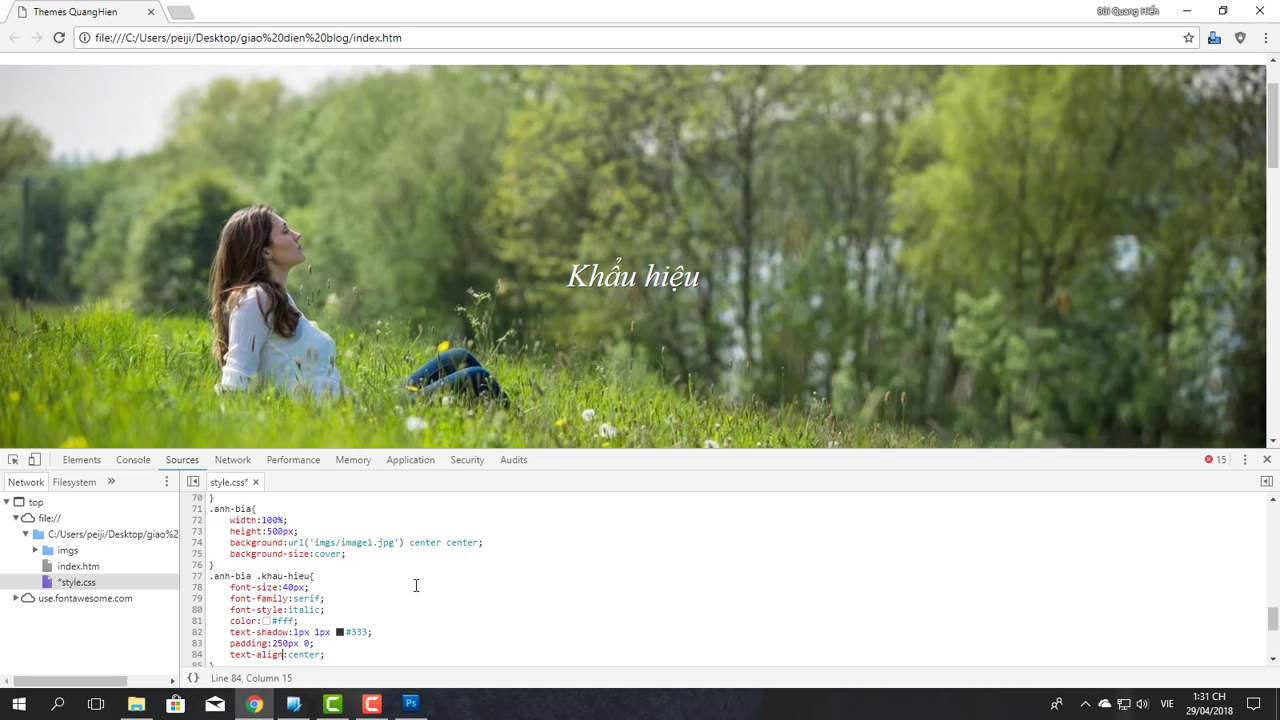 Themes QuangHien
Bùi Quang Hiển
file:///C:/Users/peiji/Desktop/giao%20dien%20blog/index.htm
Khẩu hiệu
Elements Console Sources Network Performance Memory Application Security Audits 15
Network Filesystem »
style.css*
top
file://
C:/Users/peiji/Desktop/giao%2
imgs
index.htm
*style.css
use.fontawesome.com
70 }
71 .anh-bia{
72 width:100%;
73 height:500px;
74 background:url('imgs/image1.jpg') center center;
75 background-size:cover;
76 }
77 .anh-bia .khau-hieu{
78 font-size:40px;
79 font-family:serif;
80 font-style:italic;
81 color:#fff;
82 text-shadow:1px 1px #333;
83 padding:250px 0;
84 text-align:center;
85 }
{} Line 84, Column 15
VIE
1:31 CH
29/04/2018